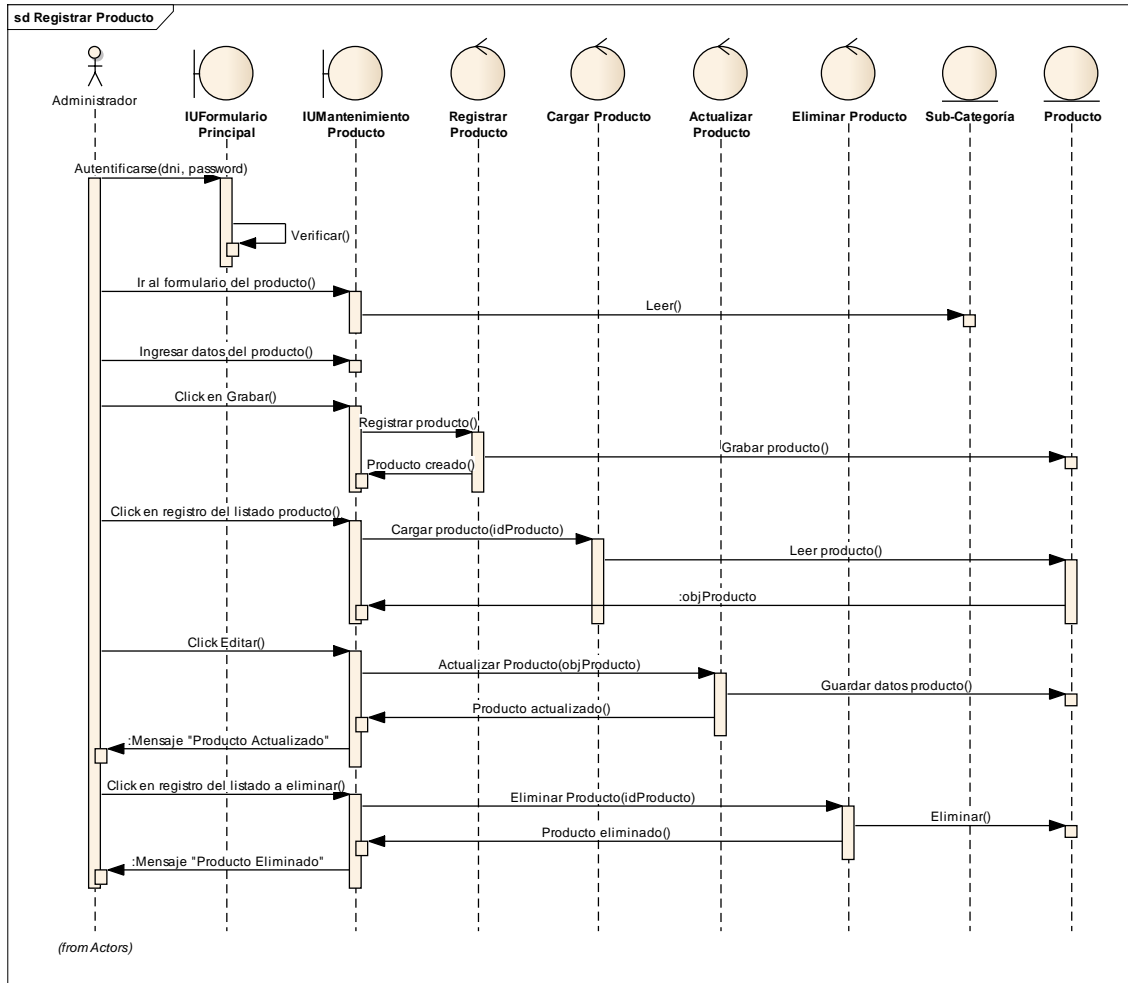 sd Registrar Producto
Administrador
IUFormulario
Principal
IUMantenimiento
Producto
Registrar
Producto
Cargar Producto
Actualizar
Producto
Eliminar Producto
Sub-Categoría
Producto
Autentificarse(dni, password)
Verificar()
Ir al formulario del producto()
Leer()
Ingresar datos del producto()
Click en Grabar()
Registrar producto()
Grabar producto()
Producto creado()
Click en registro del listado producto()
Cargar producto(idProducto)
Leer producto()
:objProducto
Click Editar()
Actualizar Producto(objProducto)
Guardar datos producto()
Producto actualizado()
:Mensaje "Producto Actualizado"
Click en registro del listado a eliminar()
Eliminar Producto(idProducto)
Eliminar()
Producto eliminado()
:Mensaje "Producto Eliminado"
(from Actors)